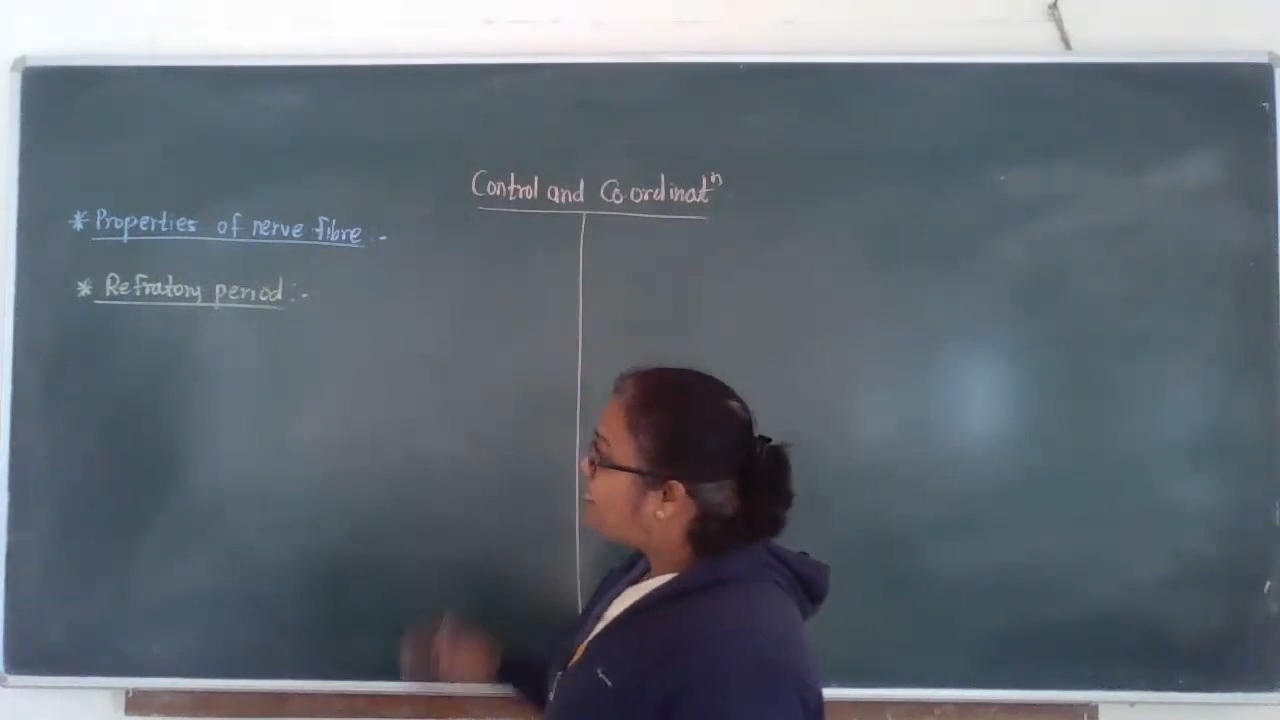 Control and Co.ordinatⁿ
* Properties of nerve fibre :-
* Refratory period :-